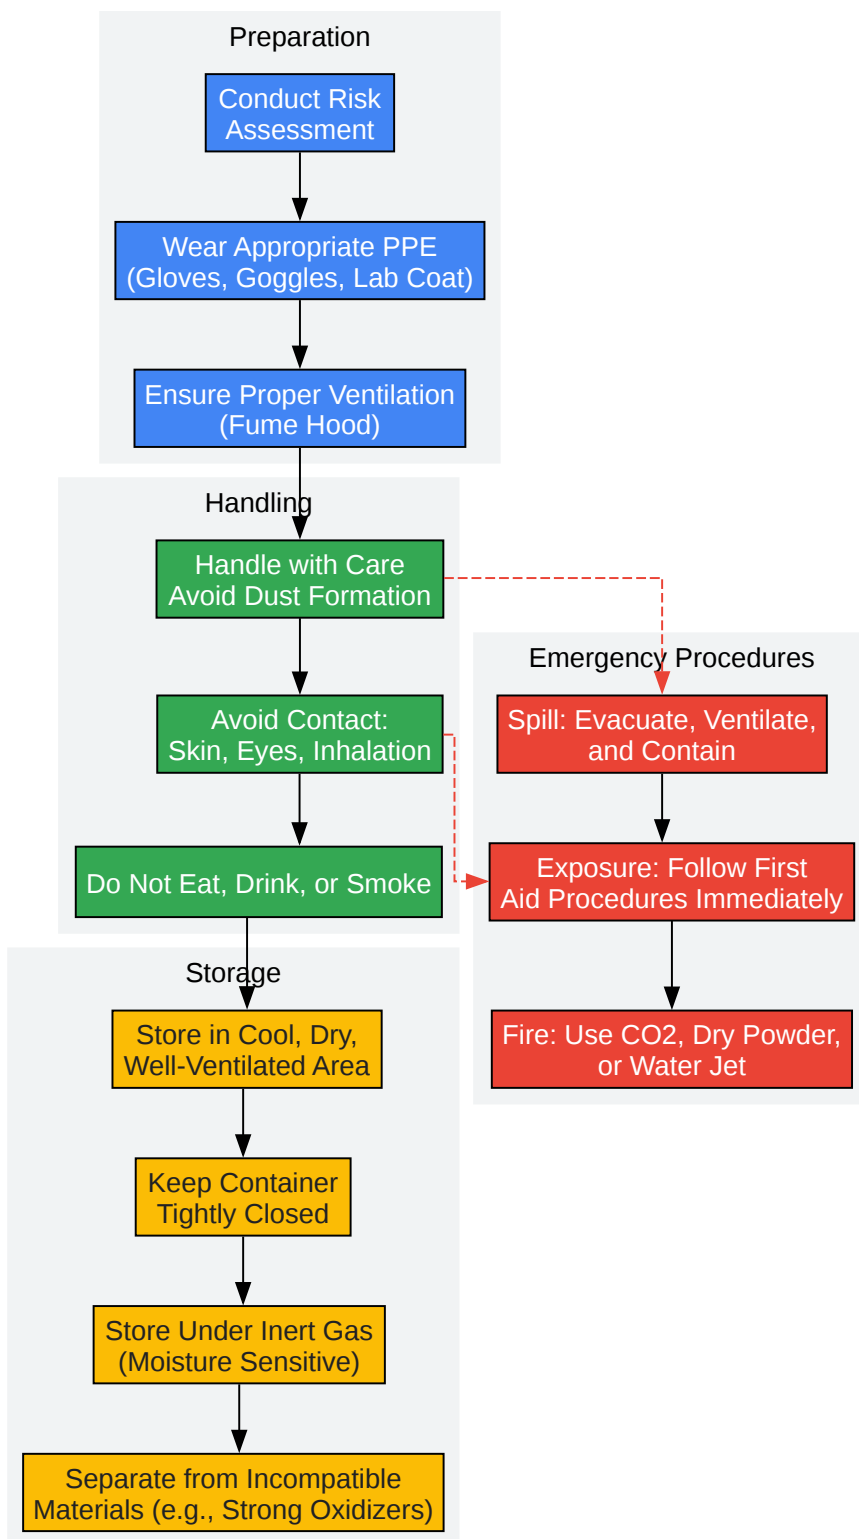 Preparation
Conduct Risk
Assessment
Wear Appropriate PPE
(Gloves, Goggles, Lab Coat)
Ensure Proper Ventilation
(Fume Hood)
Handling
Handle with Care
Avoid Dust Formation
Avoid Contact:
Skin, Eyes, Inhalation
Do Not Eat, Drink, or Smoke
Emergency Procedures
Spill: Evacuate, Ventilate,
and Contain
Exposure: Follow First
Aid Procedures Immediately
Fire: Use CO2, Dry Powder,
or Water Jet
Storage
Store in Cool, Dry,
Well-Ventilated Area
Keep Container
Tightly Closed
Store Under Inert Gas
(Moisture Sensitive)
Separate from Incompatible
Materials (e.g., Strong Oxidizers)